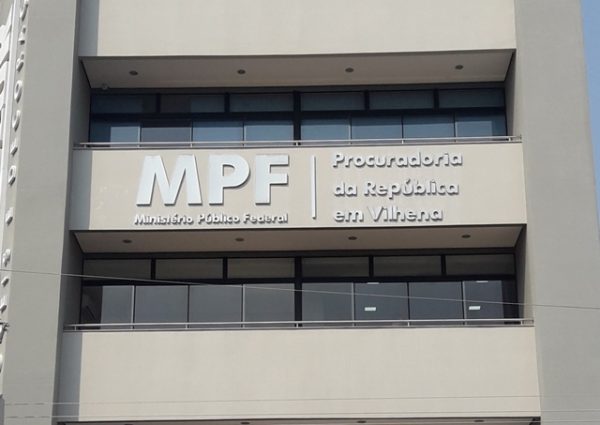 MPF
Ministério Público Federal
Procuradoria
da República
em Vilhena